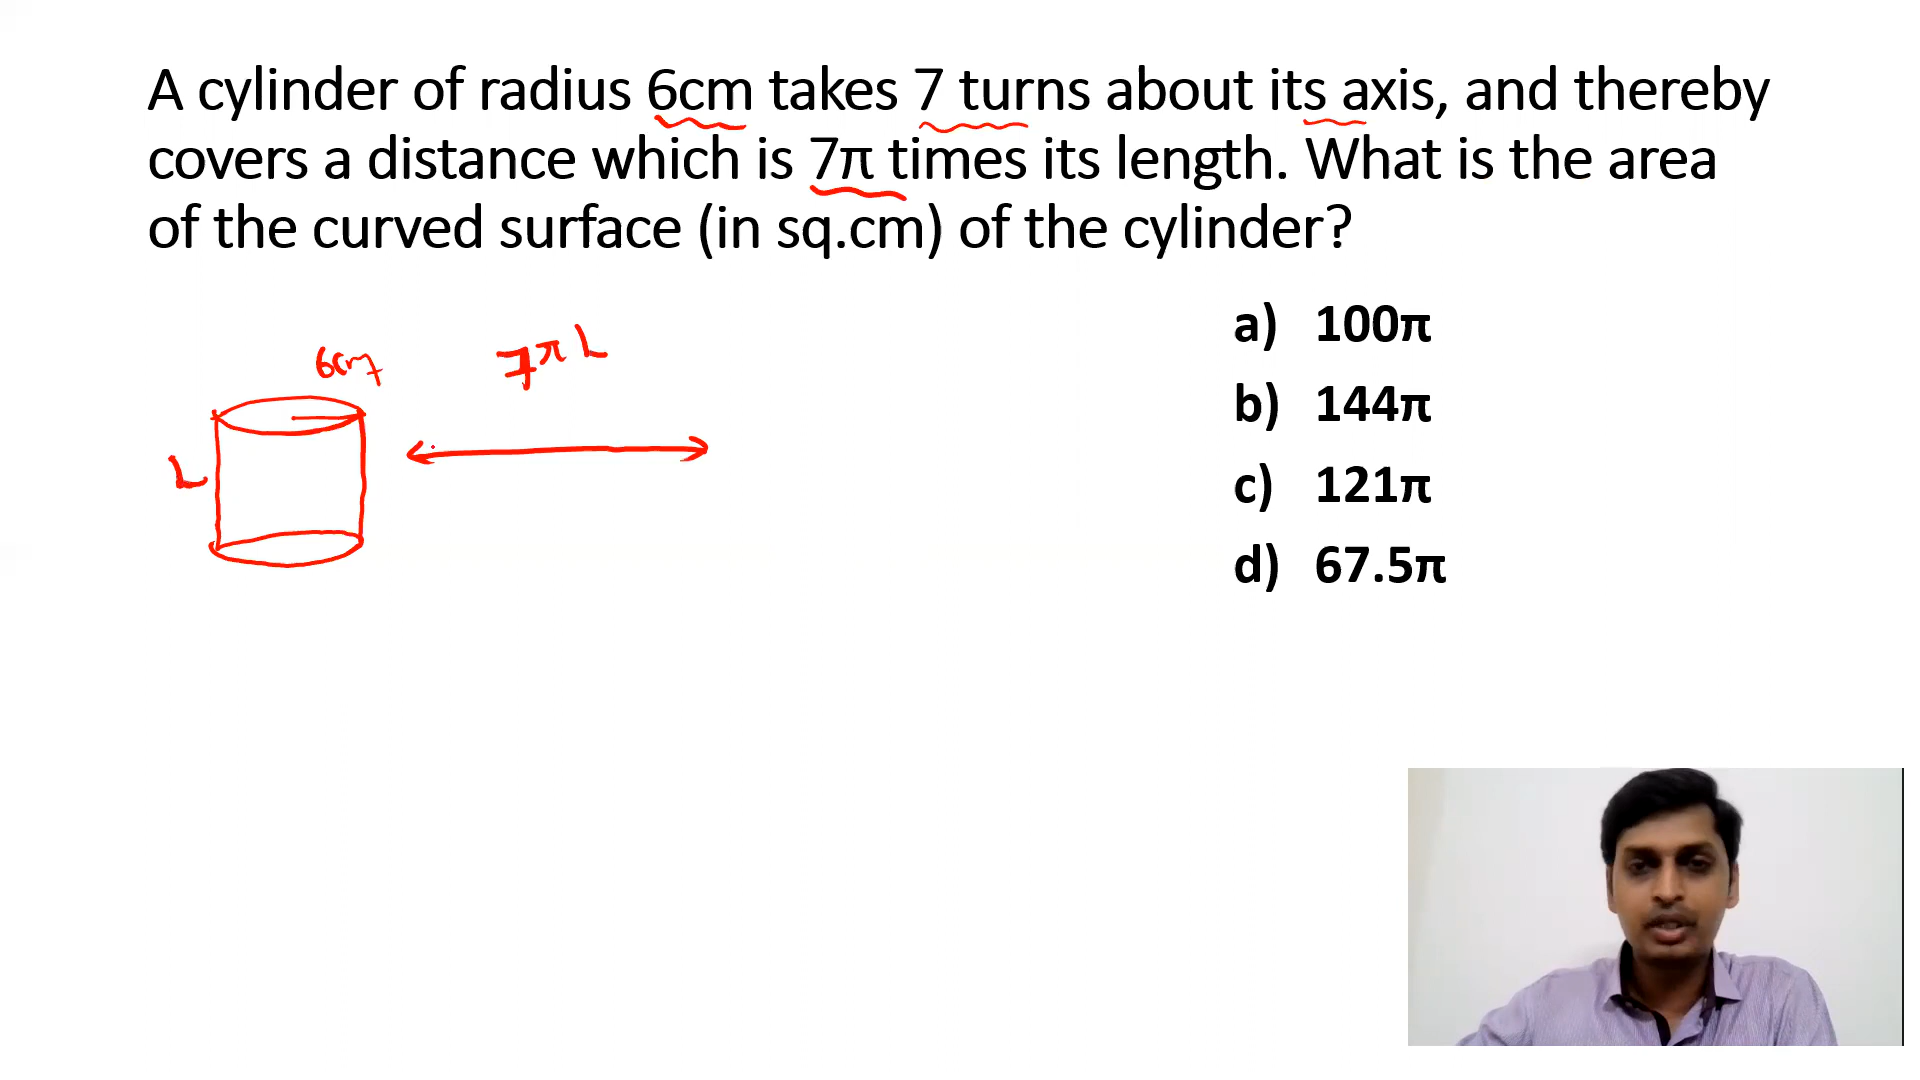 A cylinder of radius 6cm takes 7 turns about its axis, and thereby
covers a distance which is 7π times its length. What is the area
of the curved surface (in sq.cm) of the cylinder?
a) 100π
b) 144π
c) 121π
d) 67.5π
6cm
7πL
L